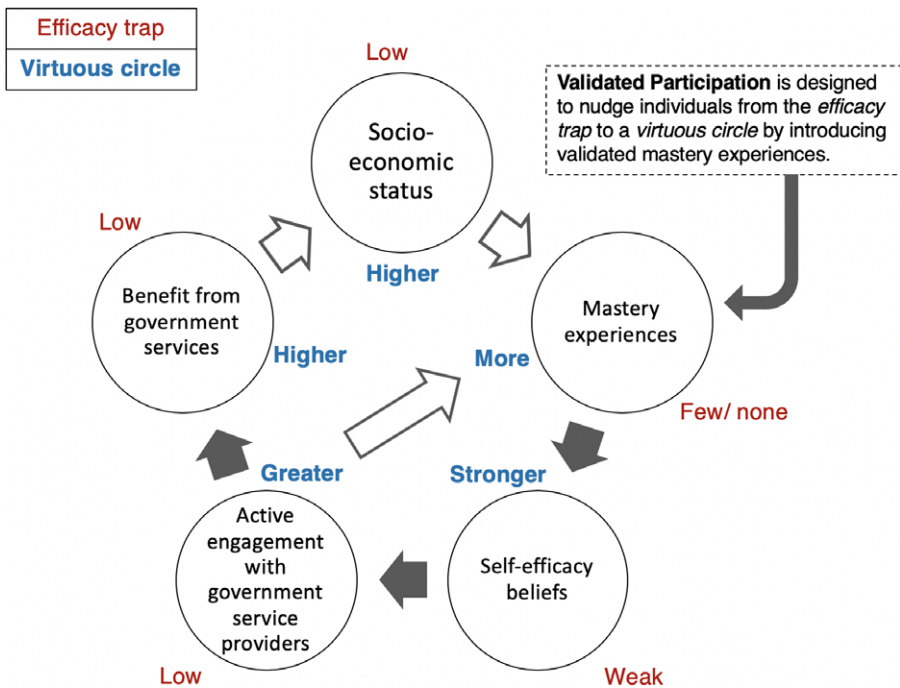 Efficacy trap
Virtuous circle
Low
Socio-
economic
status
Higher
Validated Participation is designed
to nudge individuals from the efficacy
trap to a virtuous circle by introducing
validated mastery experiences.
Low
Benefit from
government
services
Higher
Mastery
experiences
More
Few/ none
Greater
Active
engagement
with
government
service
providers
Low
Stronger
Self-efficacy
beliefs
Weak